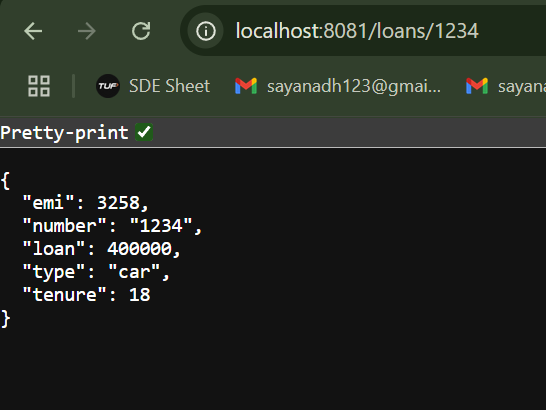 localhost:8081/loans/1234
TUF SDE Sheet sayanadh123@gmai... sayana
Pretty-print
{
"emi": 3258,
"number": "1234",
"loan": 400000,
"type": "car",
"tenure": 18
}